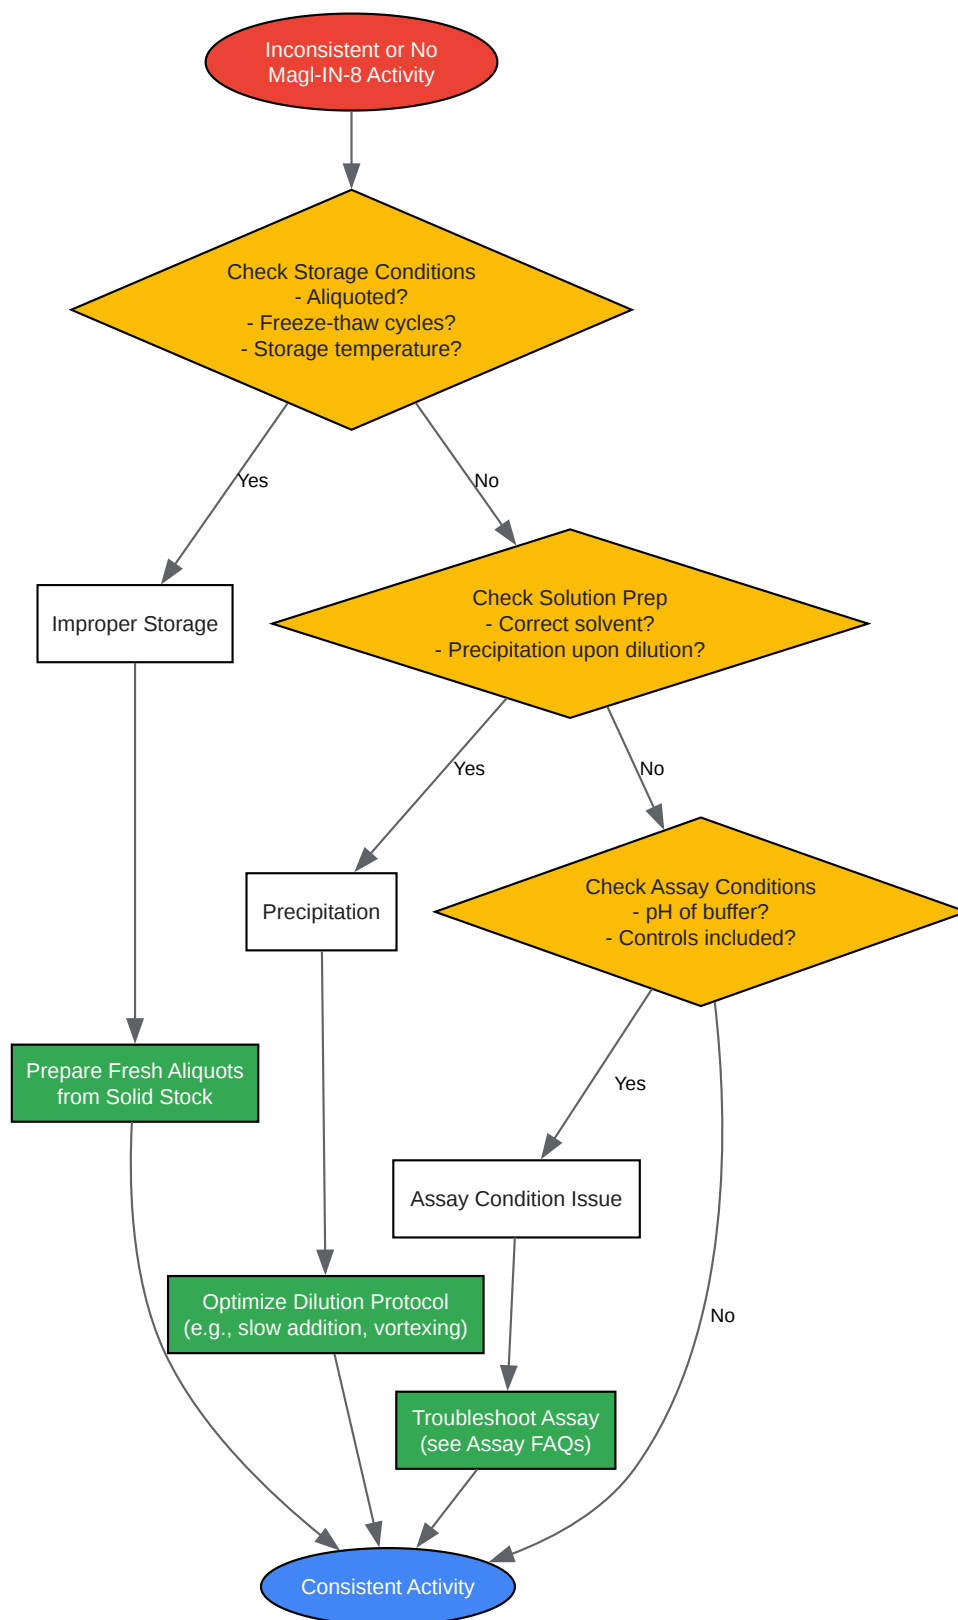 Inconsistent or No
Magl-IN-8 Activity
Check Storage Conditions
- Aliquoted?
- Freeze-thaw cycles?
- Storage temperature?
Yes
No
Improper Storage
Check Solution Prep
- Correct solvent?
- Precipitation upon dilution?
Yes
No
Precipitation
Check Assay Conditions
- pH of buffer?
- Controls included?
Prepare Fresh Aliquots
from Solid Stock
Yes
Assay Condition Issue
Optimize Dilution Protocol
(e.g., slow addition, vortexing)
No
Troubleshoot Assay
(see Assay FAQs)
Consistent Activity